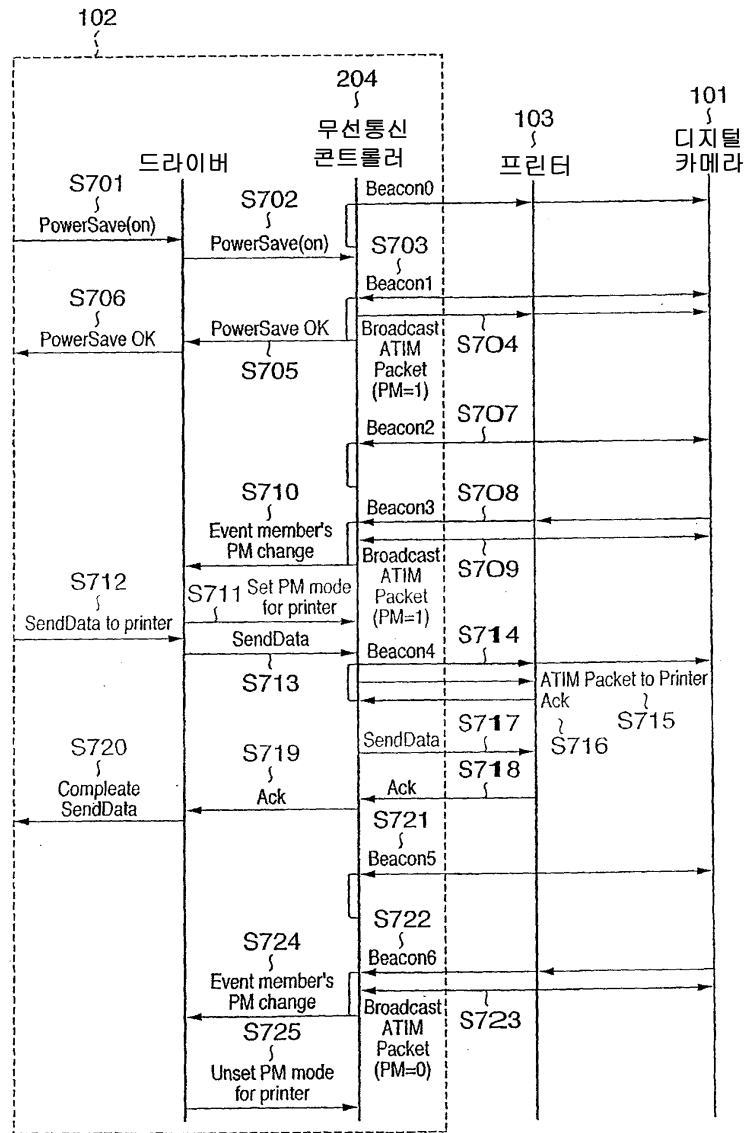 102
204
무선통신
콘트롤러
103
프린터
101
디지털
카메라
드라이버
S701
PowerSave(on)
S702
PowerSave(on)
Beacon0
S703
Beacon1
S706
PowerSave OK
PowerSave OK
S705
Broadcast
ATIM
Packet
(PM=1)
S704
S707
Beacon2
S710
Event member's
PM change
S708
Beacon3
S709
Broadcast
ATIM
Packet
(PM=1)
S712
SendData to printer
S711 Set PM mode
for printer
SendData
S713
S714
Beacon4
ATIM Packet to Printer
S715
Ack
S716
S717
SendData
S718
Ack
S719
Ack
S720
Compleate
SendData
S721
Beacon5
S722
Beacon6
S724
Event member's
PM change
S723
Broadcast
ATIM
Packet
(PM=0)
S725
Unset PM mode
for printer